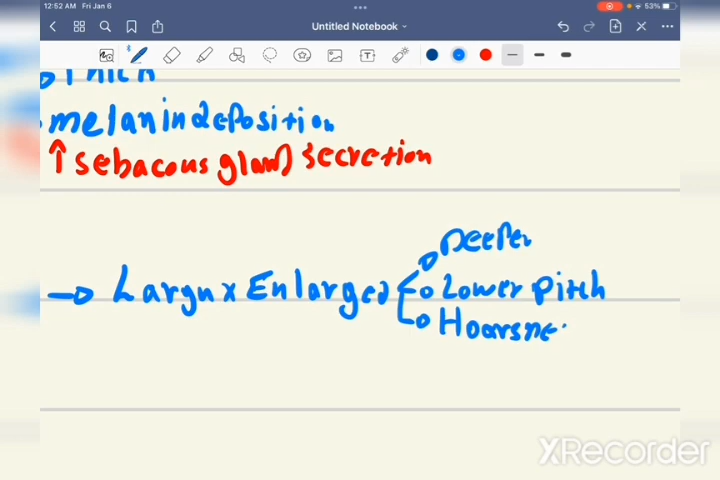 12:52 AM Fri Jan 6
53%
Untitled Notebook
Thick
melanin deposition
↑ sebacous gland secretion
Larynx Enlarged
Deeper
Lower pitch
Hoarsne
XRecorder